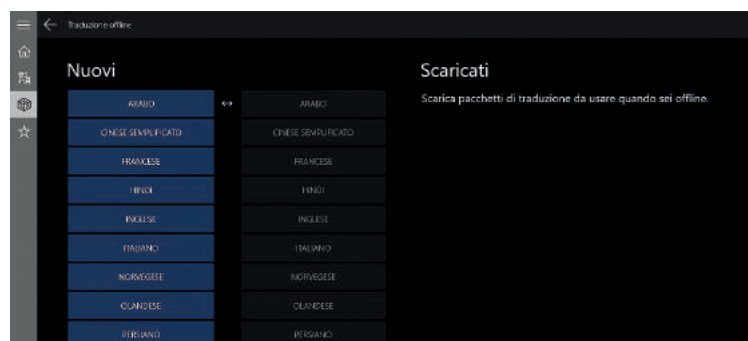 Traduzione offline
Nuovi
ARABO ↔ ARABO
CINESE SEMPLIFICATO CINESE SEMPLIFICATO
FRANCESE FRANCESE
HINDI HINDI
INGLESE INGLESE
ITALIANO ITALIANO
NORVEGESE NORVEGESE
OLANDESE OLANDESE
PERSIANO PERSIANO
Scaricati
Scarica pacchetti di traduzione da usare quando sei offline.